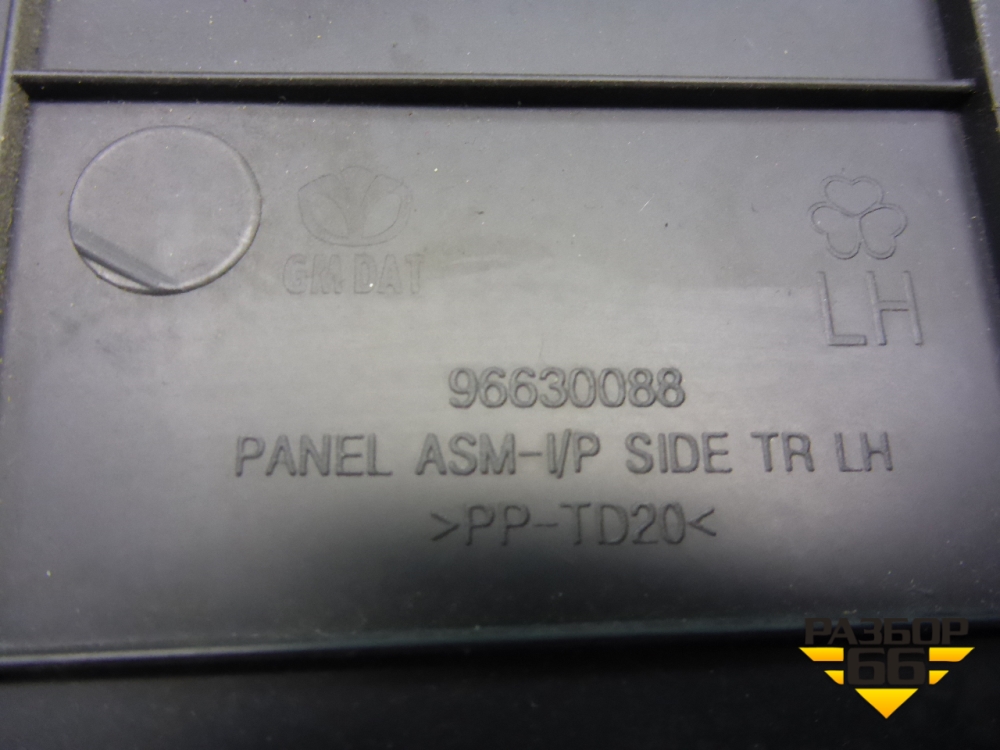 GM DAT
LH
96630088
PANEL ASM-I/P SIDE TR LH
>PP-TD20<
РАЗБОР
66